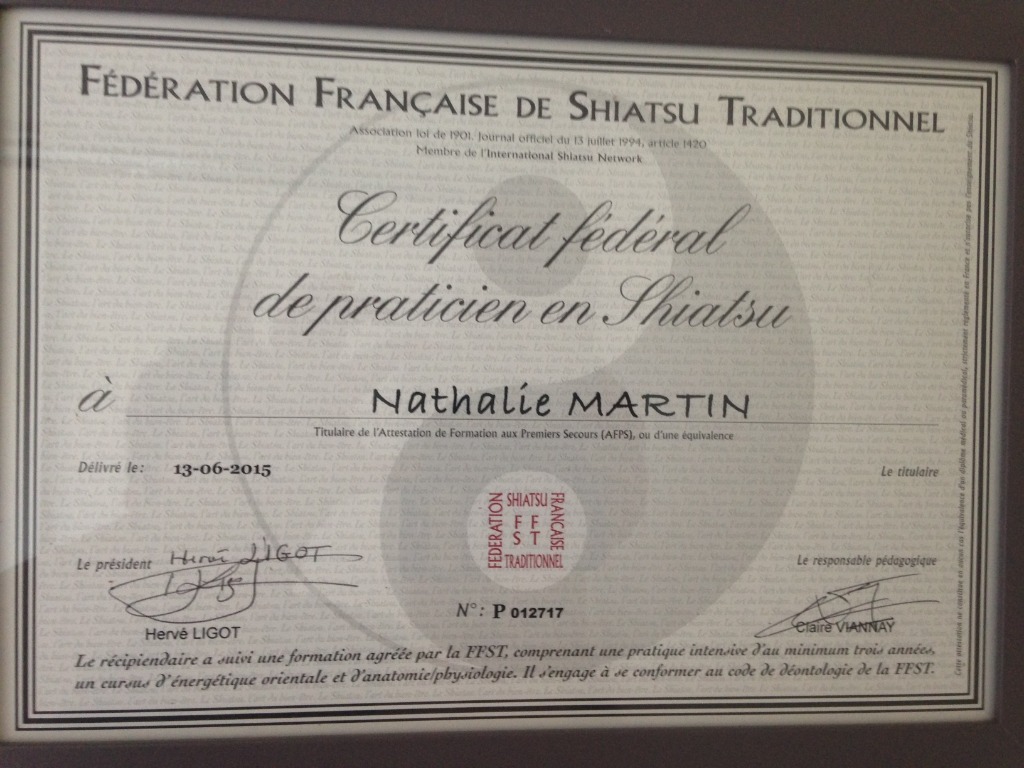 FÉDÉRATION FRANÇAISE DE SHIATSU TRADITIONNEL
Association loi de 1901. Journal officiel du 13 juillet 1994, article 1420
Membre de l'International Shiatsu Network
Certificat fédéral
de praticien en Shiatsu
à Nathalie MARTIN
Titulaire de l'Attestation de Formation aux Premiers Secours (AFPS), ou d'une équivalence
Délivré le: 13-06-2015
Le titulaire
FÉDÉRATION
SHIATSU
FRANÇAISE
F F
S T
TRADITIONNEL
Le président Hervé LIGOT
Le responsable pédagogique
N°: P 012717
Hervé LIGOT
Claire VIANNAY
Le récipiendaire a suivi une formation agréée par la FFST, comprenant une pratique intensive d'au minimum trois années,
un cursus d'énergétique orientale et d'anatomie/physiologie. Il s'engage à se conformer au code de déontologie de la FFST.